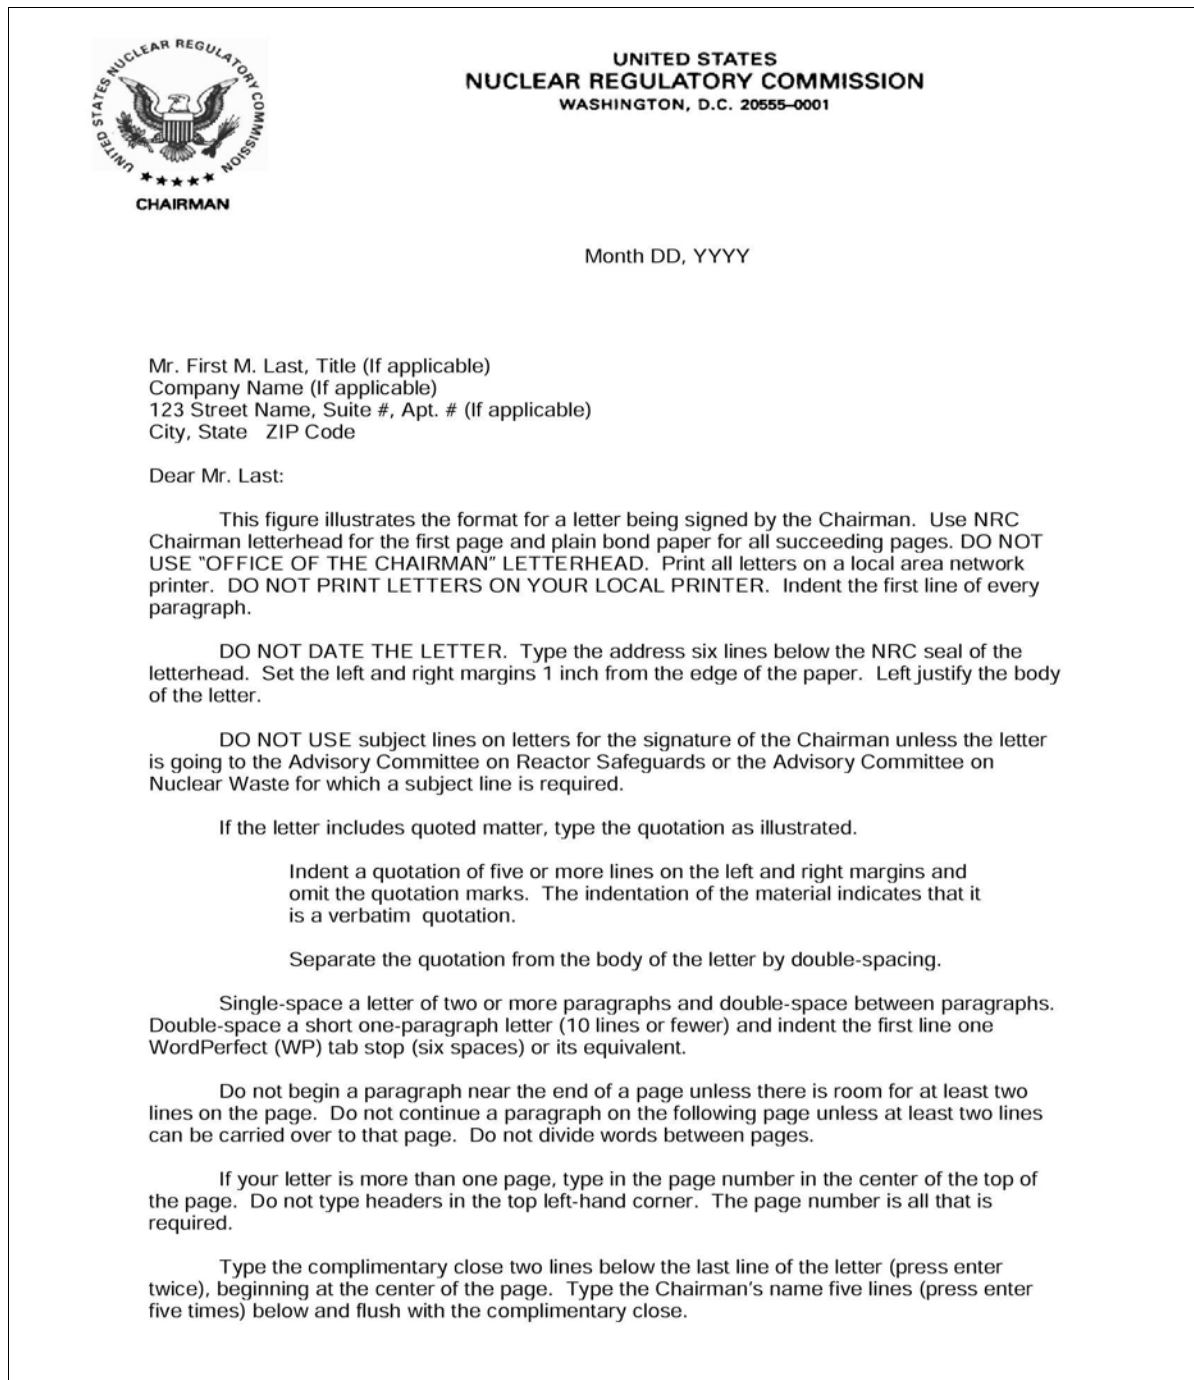 UNITED STATES NUCLEAR REGULATORY COMMISSION
CHAIRMAN
UNITED STATES
NUCLEAR REGULATORY COMMISSION
WASHINGTON, D.C. 20555-0001
Month DD, YYYY
Mr. First M. Last, Title (If applicable)
Company Name (If applicable)
123 Street Name, Suite #, Apt. # (If applicable)
City, State   ZIP Code
Dear Mr. Last:
This figure illustrates the format for a letter being signed by the Chairman.  Use NRC
Chairman letterhead for the first page and plain bond paper for all succeeding pages. DO NOT
USE “OFFICE OF THE CHAIRMAN” LETTERHEAD.  Print all letters on a local area network
printer.  DO NOT PRINT LETTERS ON YOUR LOCAL PRINTER.  Indent the first line of every
paragraph.
DO NOT DATE THE LETTER.  Type the address six lines below the NRC seal of the
letterhead.  Set the left and right margins 1 inch from the edge of the paper.  Left justify the body
of the letter.
DO NOT USE subject lines on letters for the signature of the Chairman unless the letter
is going to the Advisory Committee on Reactor Safeguards or the Advisory Committee on
Nuclear Waste for which a subject line is required.
If the letter includes quoted matter, type the quotation as illustrated.
Indent a quotation of five or more lines on the left and right margins and
omit the quotation marks.  The indentation of the material indicates that it
is a verbatim  quotation.
Separate the quotation from the body of the letter by double-spacing.
Single-space a letter of two or more paragraphs and double-space between paragraphs.
Double-space a short one-paragraph letter (10 lines or fewer) and indent the first line one
WordPerfect (WP) tab stop (six spaces) or its equivalent.
Do not begin a paragraph near the end of a page unless there is room for at least two
lines on the page.  Do not continue a paragraph on the following page unless at least two lines
can be carried over to that page.  Do not divide words between pages.
If your letter is more than one page, type in the page number in the center of the top of
the page.  Do not type headers in the top left-hand corner.  The page number is all that is
required.
Type the complimentary close two lines below the last line of the letter (press enter
twice), beginning at the center of the page.  Type the Chairman’s name five lines (press enter
five times) below and flush with the complimentary close.